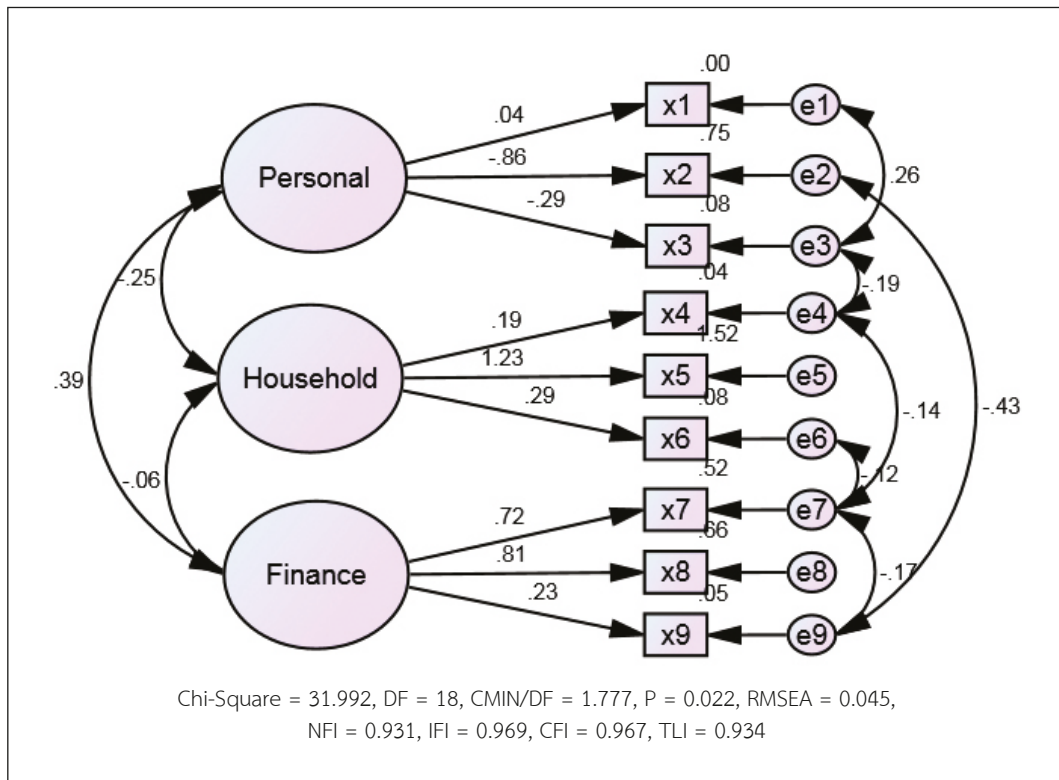 .00
x1
e1
.04
.75
Personal
-.86
x2
e2
.26
.08
-.29
x3
e3
.04
-.25
-.19
.19
x4
e4
1.52
.39
Household
1.23
x5
e5
.08
-.14
-.43
.29
x6
e6
.52
-.12
-.06
.72
x7
e7
.66
.81
Finance
x8
e8
-.17
.05
.23
x9
e9
Chi-Square = 31.992, DF = 18, CMIN/DF = 1.777, P = 0.022, RMSEA = 0.045,
NFI = 0.931, IFI = 0.969, CFI = 0.967, TLI = 0.934